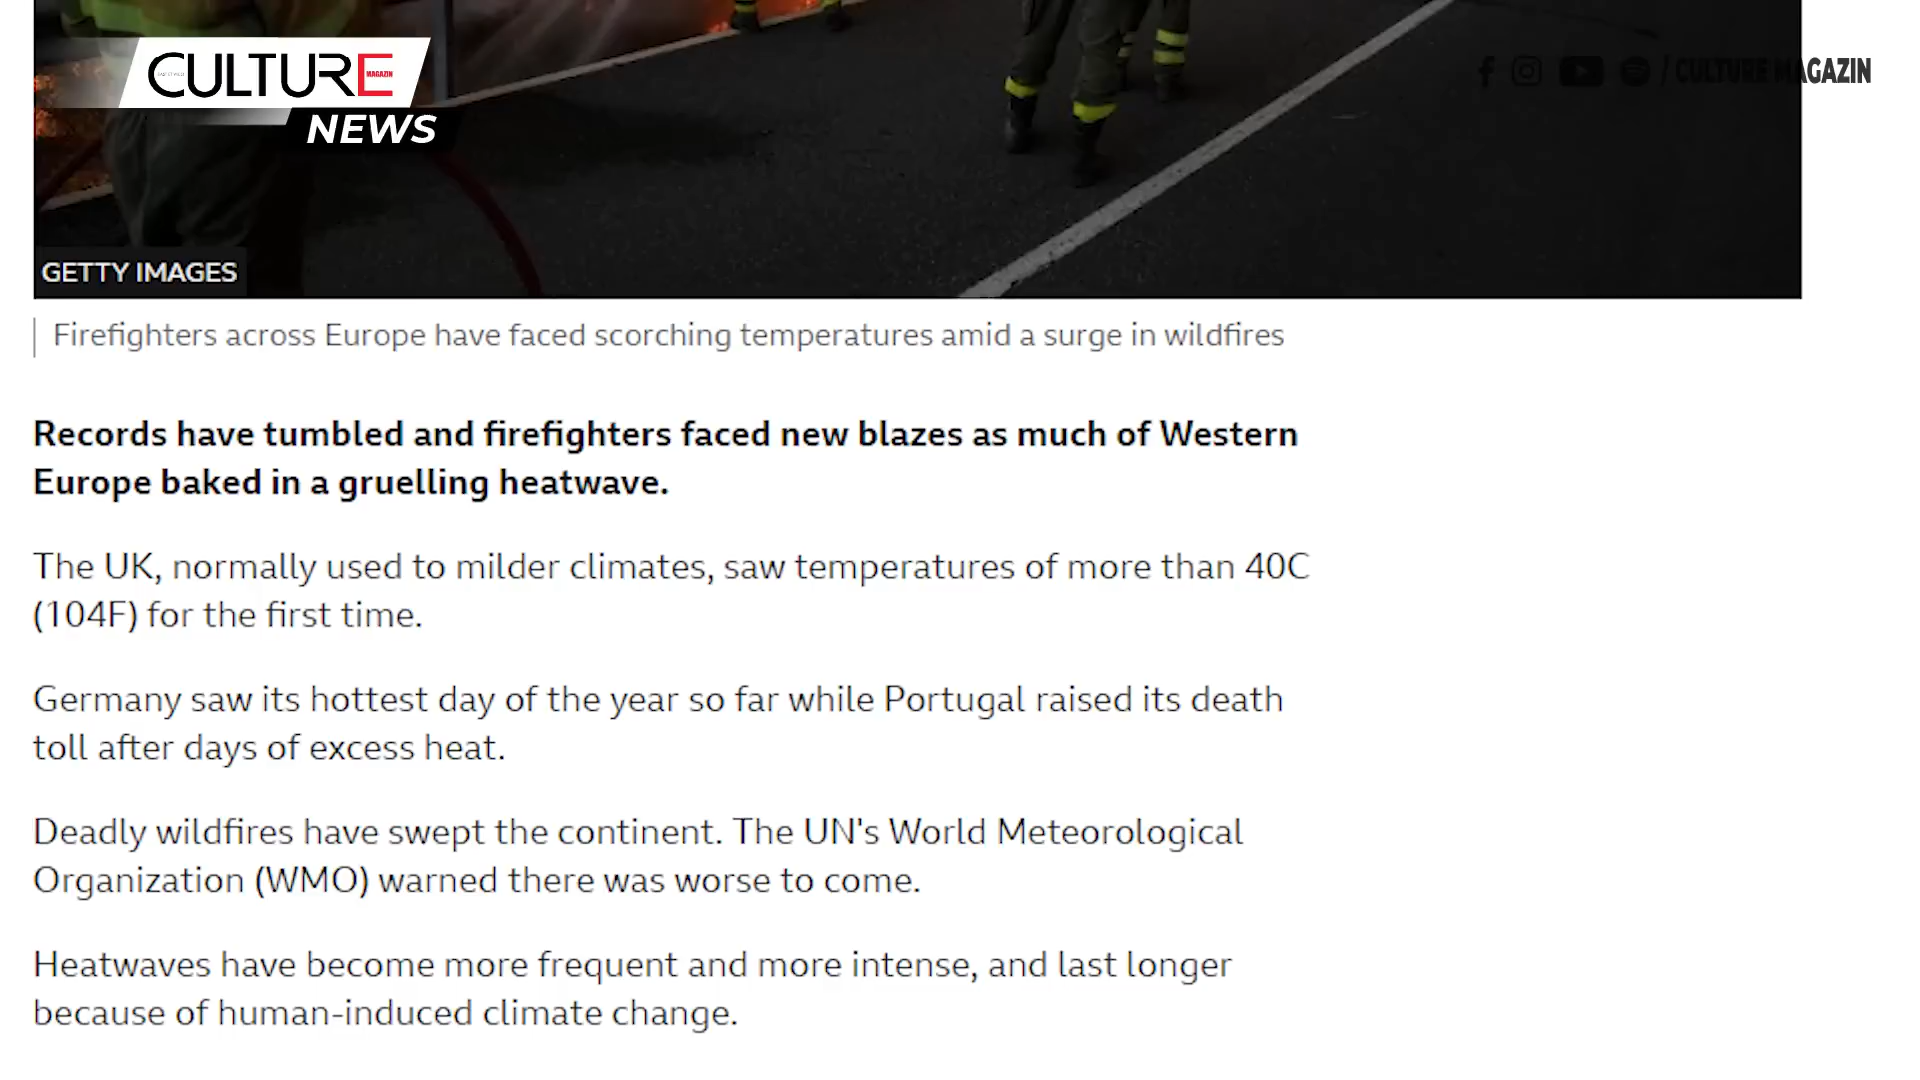 CULTURE
MAGAZIN
NEWS
/ CULTURE MAGAZIN
GETTY IMAGES
Firefighters across Europe have faced scorching temperatures amid a surge in wildfires
Records have tumbled and firefighters faced new blazes as much of Western
Europe baked in a gruelling heatwave.
The UK, normally used to milder climates, saw temperatures of more than 40C
(104F) for the first time.
Germany saw its hottest day of the year so far while Portugal raised its death
toll after days of excess heat.
Deadly wildfires have swept the continent. The UN's World Meteorological
Organization (WMO) warned there was worse to come.
Heatwaves have become more frequent and more intense, and last longer
because of human-induced climate change.